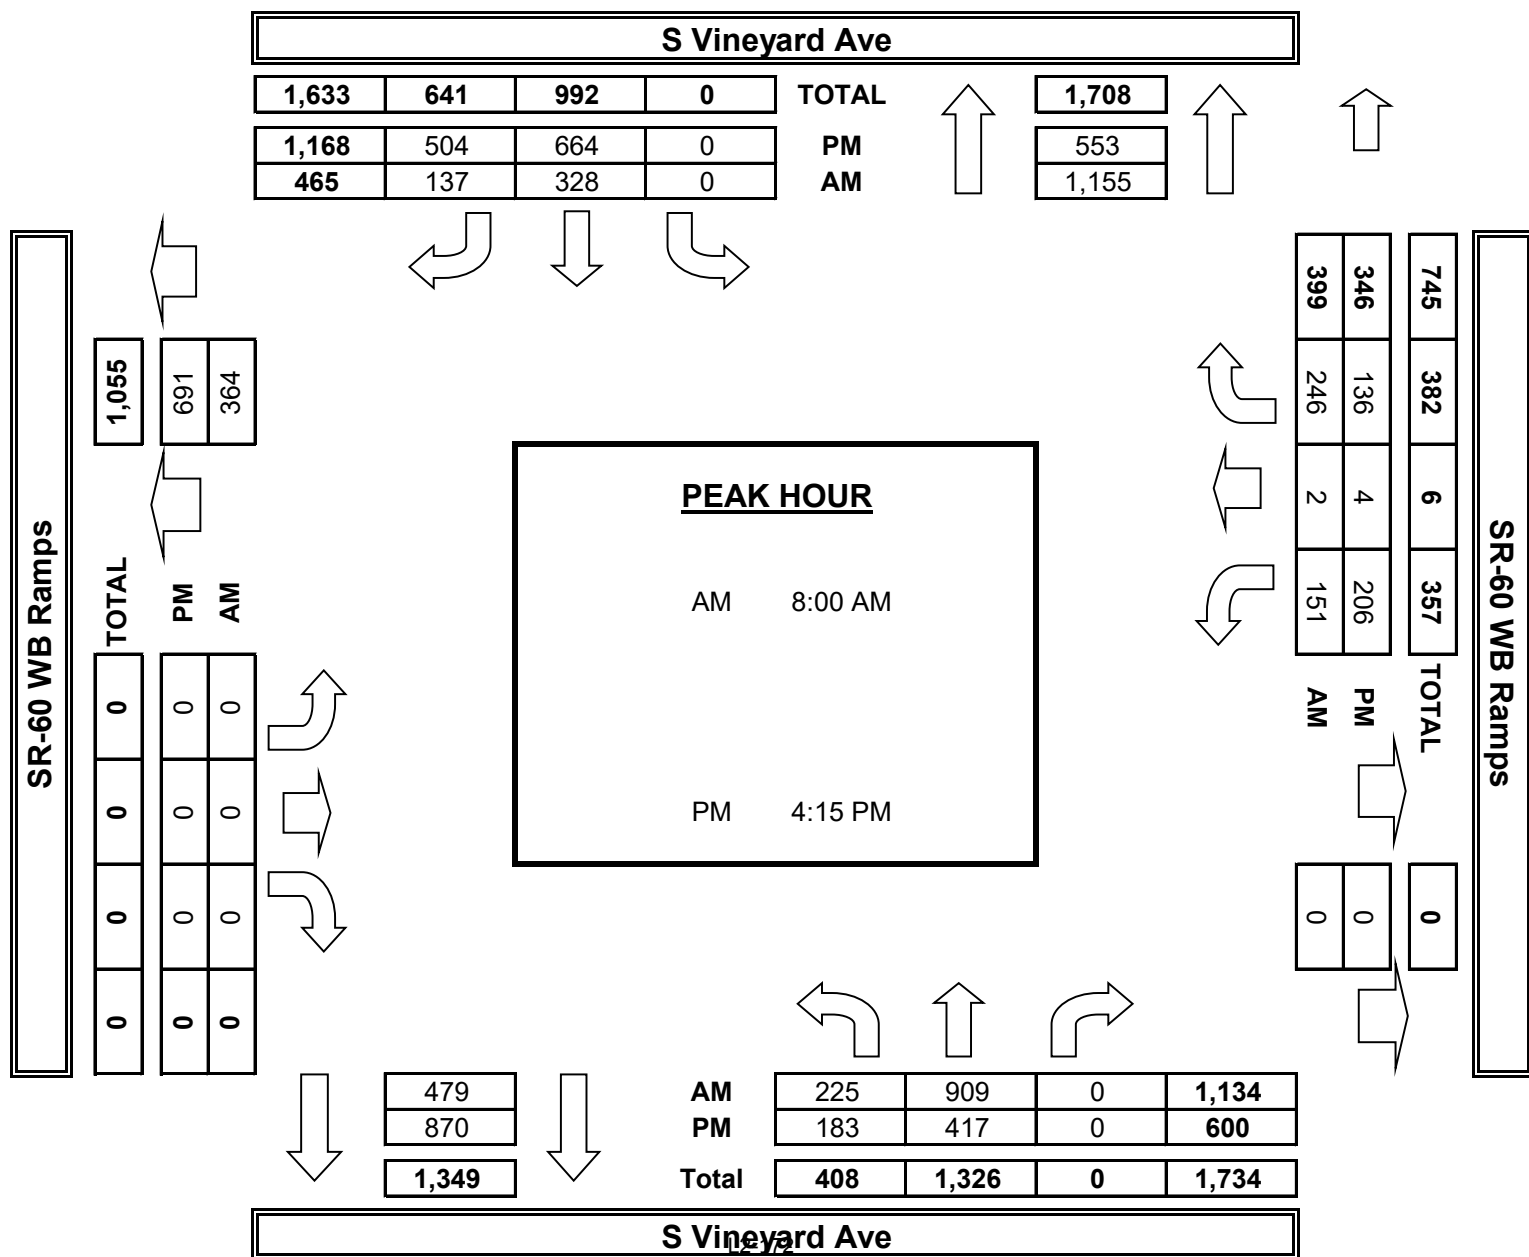 S Vineyard Ave
1,633 641 992 0 TOTAL 1,708
1,168 504 664 0 PM 553
465 137 328 0 AM 1,155
SR-60 WB Ramps
1,055 691 364
TOTAL PM AM
0 0 0
0 0 0
0 0 0
0 0 0
PEAK HOUR
AM 8:00 AM
PM 4:15 PM
399 346 745
246 136 382
2 4 6
151 206 357
AM PM TOTAL
0 0 0
SR-60 WB Ramps
479 AM 225 909 0 1,134
870 PM 183 417 0 600
1,349 Total 408 1,326 0 1,734
S Vineyard Ave
L2-172